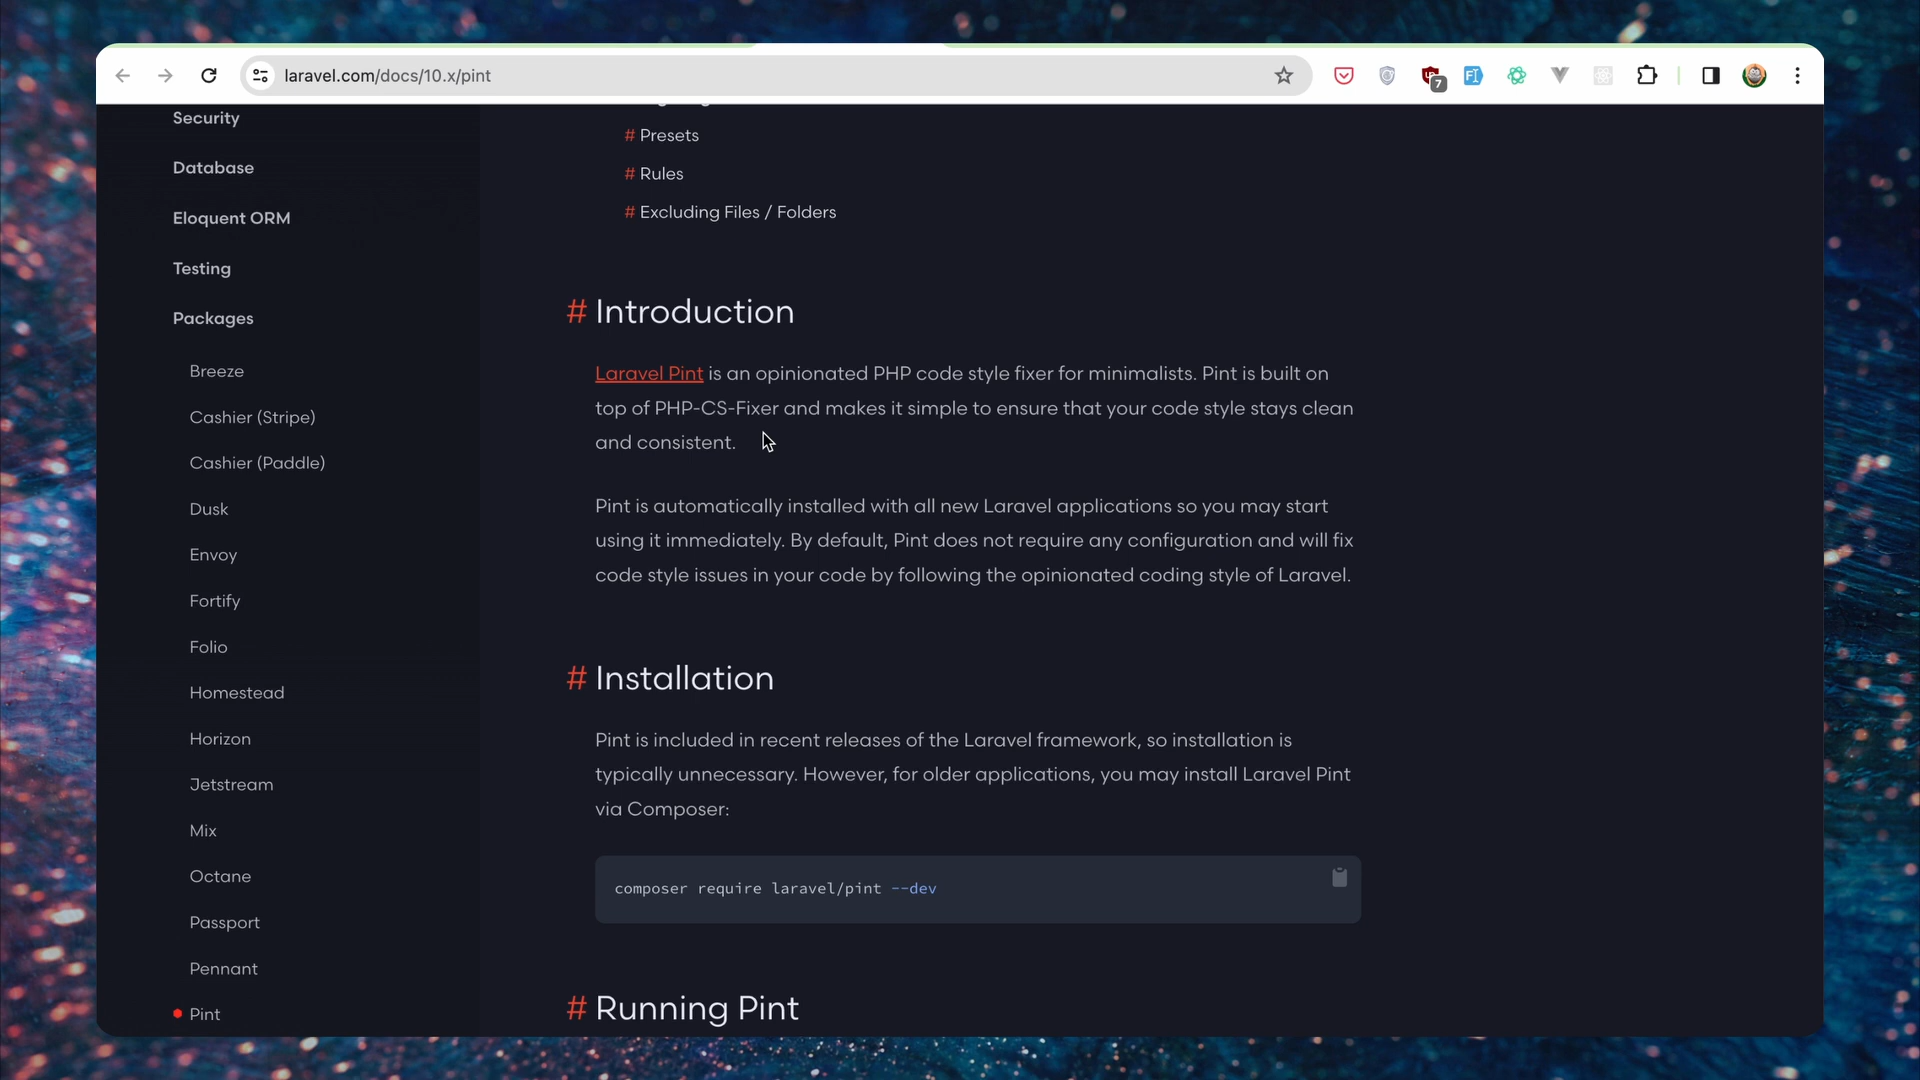 laravel.com/docs/10.x/pint
7
Security
Database
Eloquent ORM
Testing
Packages
Breeze
Cashier (Stripe)
Cashier (Paddle)
Dusk
Envoy
Fortify
Folio
Homestead
Horizon
Jetstream
Mix
Octane
Passport
Pennant
Pint
# Presets
# Rules
# Excluding Files / Folders
# Introduction
Laravel Pint is an opinionated PHP code style fixer for minimalists. Pint is built on
top of PHP-CS-Fixer and makes it simple to ensure that your code style stays clean
and consistent.
Pint is automatically installed with all new Laravel applications so you may start
using it immediately. By default, Pint does not require any configuration and will fix
code style issues in your code by following the opinionated coding style of Laravel.
# Installation
Pint is included in recent releases of the Laravel framework, so installation is
typically unnecessary. However, for older applications, you may install Laravel Pint
via Composer:
composer require laravel/pint --dev
# Running Pint